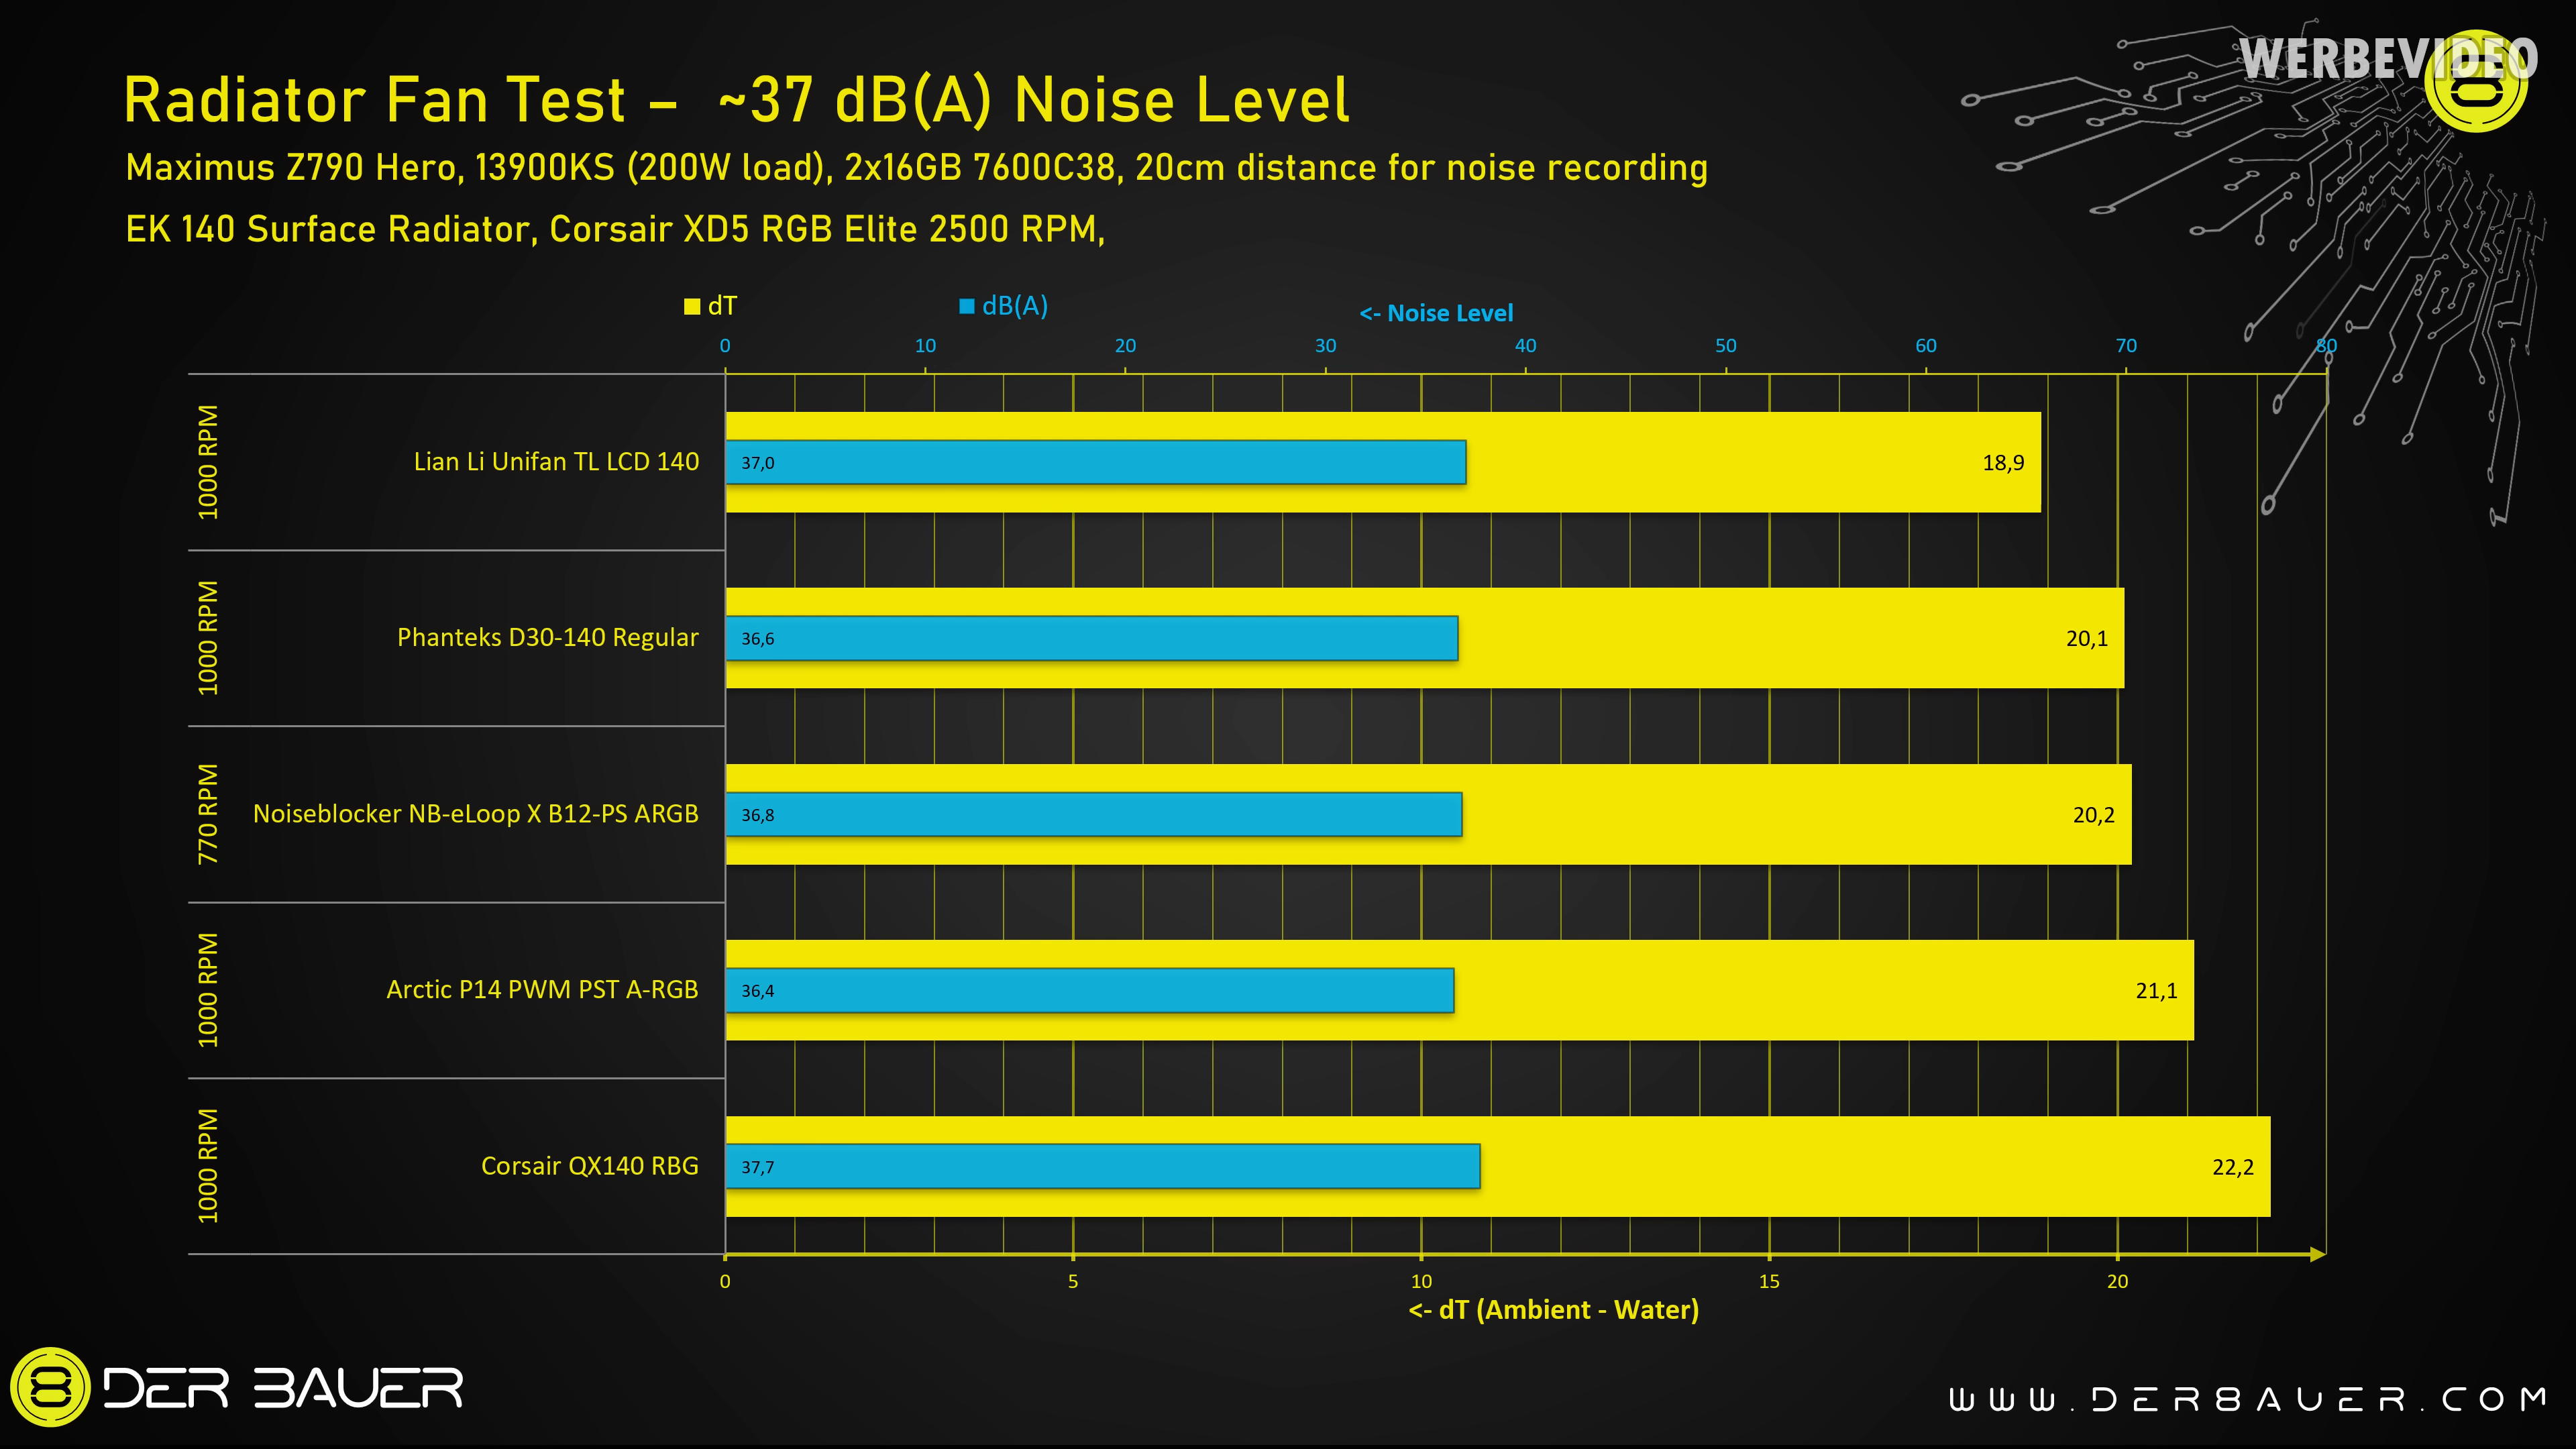 WERBEVIDEO
Radiator Fan Test – ~37 dB(A) Noise Level
Maximus Z790 Hero, 13900KS (200W load), 2x16GB 7600C38, 20cm distance for noise recording
EK 140 Surface Radiator, Corsair XD5 RGB Elite 2500 RPM,
dT dB(A) <- Noise Level
0 10 20 30 40 50 60 70 80
1000 RPM Lian Li Unifan TL LCD 140 37,0 18,9
1000 RPM Phanteks D30-140 Regular 36,6 20,1
770 RPM Noiseblocker NB-eLoop X B12-PS ARGB 36,8 20,2
1000 RPM Arctic P14 PWM PST A-RGB 36,4 21,1
1000 RPM Corsair QX140 RBG 37,7 22,2
0 5 10 15 20
<- dT (Ambient - Water)
DER 8AUER
WWW.DER8AUER.COM